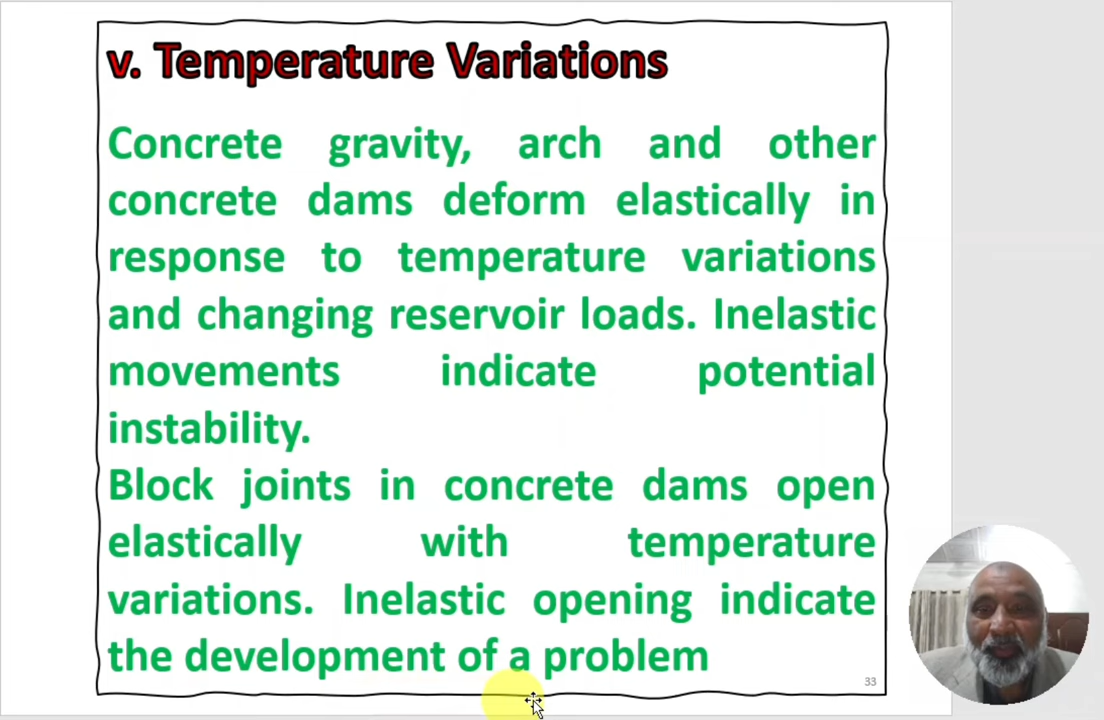 v. Temperature Variations
Concrete gravity, arch and other
concrete dams deform elastically in
response to temperature variations
and changing reservoir loads. Inelastic
movements indicate potential
instability.
Block joints in concrete dams open
elastically with temperature
variations. Inelastic opening indicate
the development of a problem
33